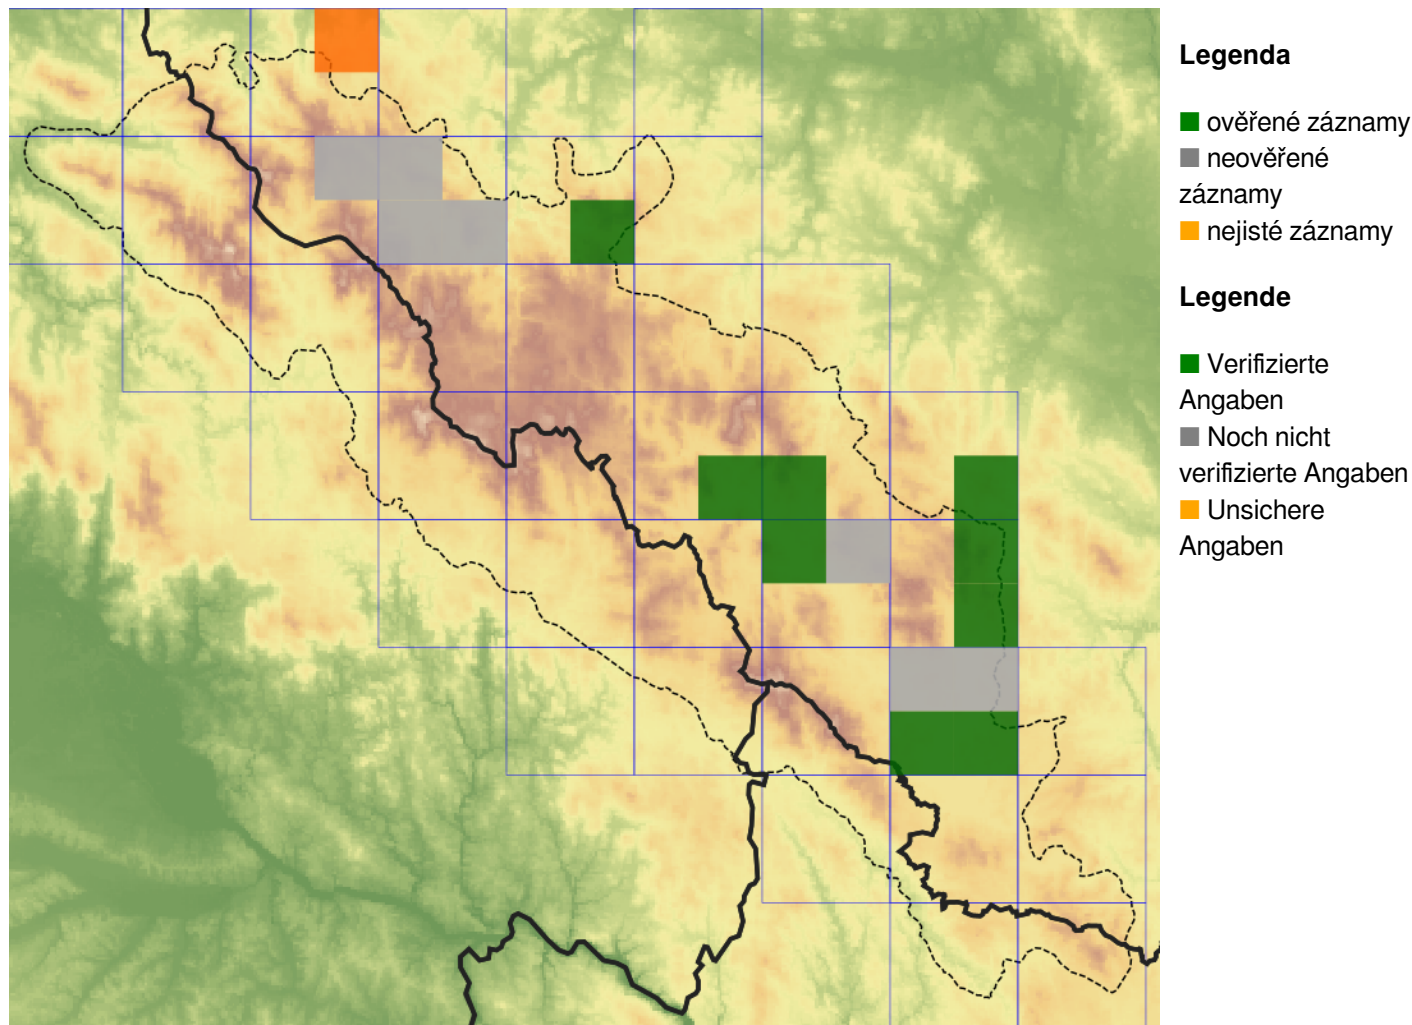 Legenda
ověřené záznamy
neověřené
záznamy
nejisté záznamy
Legende
Verifizierte
Angaben
Noch nicht
verifizierte Angaben
Unsichere
Angaben